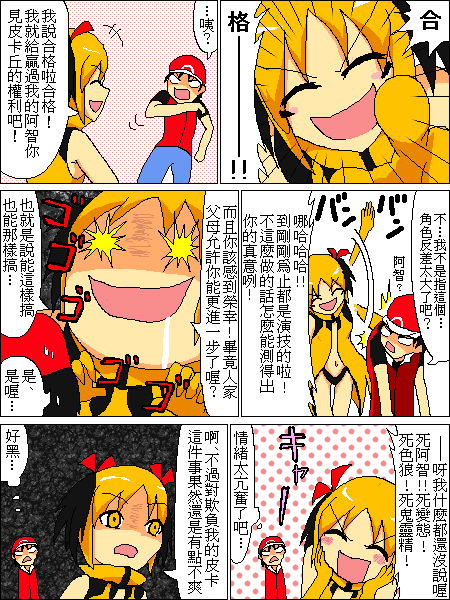 合
格
——!!
…咦？
我說合格啦合格！
我就給贏過我的阿智你
見皮卡丘的權利吧！
不…我不是指這個…
角色反差太大了吧？
バン
バン
阿智？
哪哈哈哈!!
到剛剛為止都是演技的啦！
不這麼做的話怎麼能測得出
你的真意咧！
而且你該感到榮幸！畢竟人家
父母允許你能更進一步了喔？
ゴゴゴ
ゴゴゴ
也就是說能這樣搞
也能那樣搞…
是、
是喔…
——呀我什麼都還沒說喔
死阿智!!死變態！
死色狼！死鬼靈精！
キャー
情緒太亢奮了吧…
啊、不過對欺負我的皮卡
這件事果然還是有點不爽
好黑…